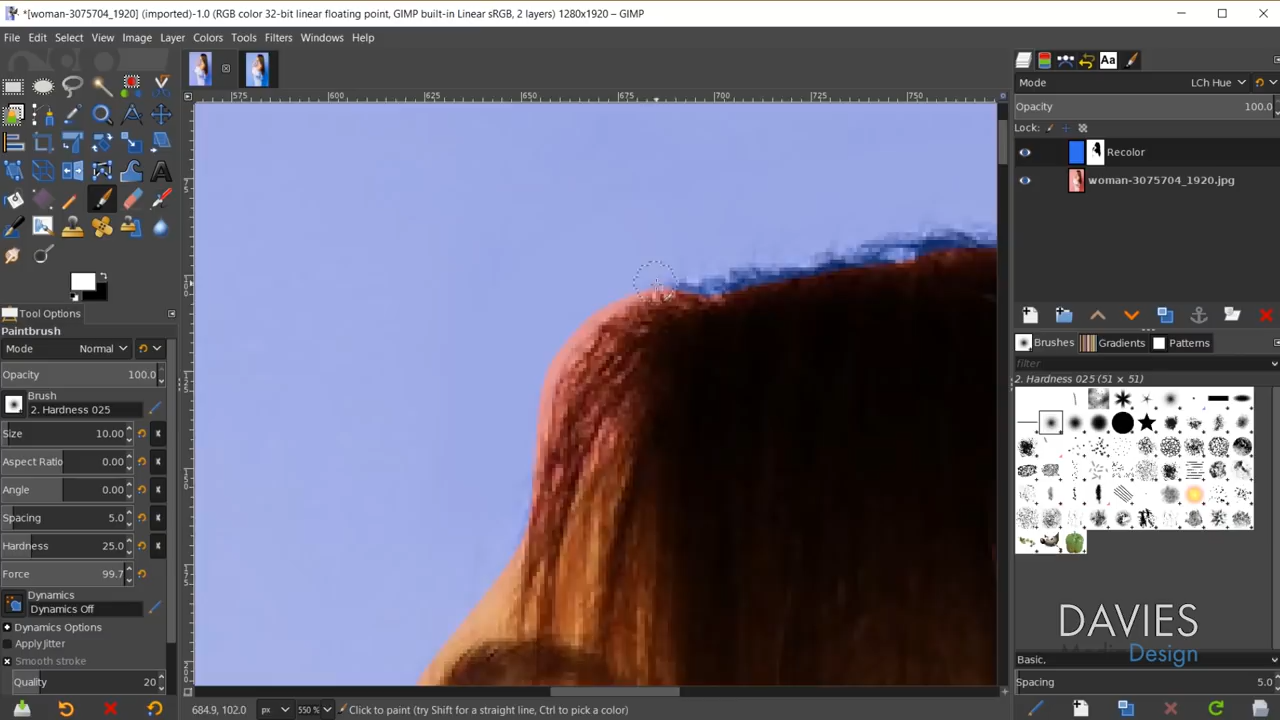 *[woman-3075704_1920] (imported)-1.0 (RGB color 32-bit linear floating point, GIMP built-in Linear sRGB, 2 layers) 1280x1920 – GIMP
File Edit Select View Image Layer Colors Tools Filters Windows Help
575 600 625 650 675 700 725 750
Aa
Mode LCh Hue
Opacity 100.0
Lock:
Recolor
woman-3075704_1920.jpg
Tool Options
Paintbrush
Mode Normal
Opacity 100.0
Brush
2. Hardness 025
Size 10.00
Aspect Ratio 0.00
Angle 0.00
Spacing 5.0
Hardness 25.0
Force 99.7
Dynamics
Dynamics Off
Dynamics Options
Apply Jitter
Smooth stroke
Quality 20
Brushes Gradients Patterns
filter
2. Hardness 025 (51 × 51)
DAVIES
Media Design
Basic.
Spacing 5.0
684.9, 102.0 px 550 % Click to paint (try Shift for a straight line, Ctrl to pick a color)